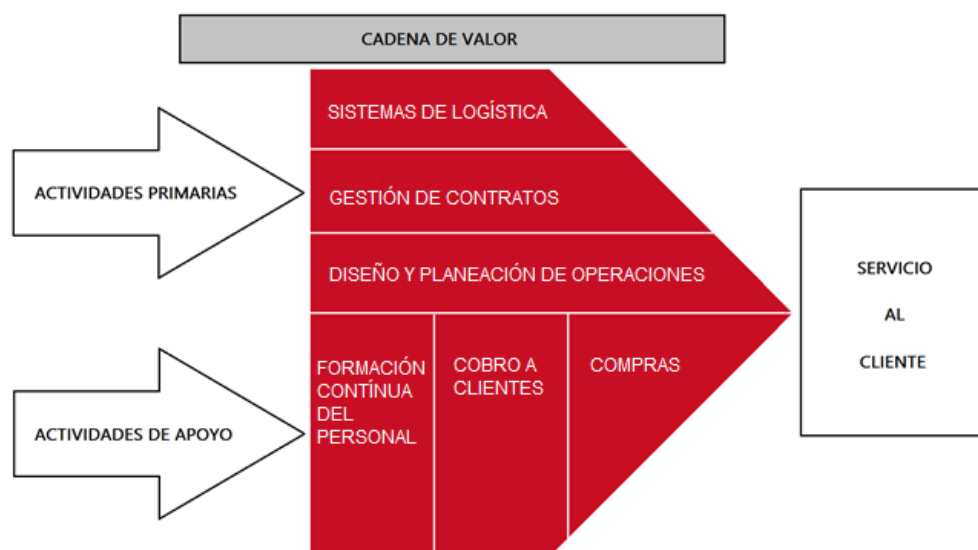 CADENA DE VALOR
SISTEMAS DE LOGÍSTICA
ACTIVIDADES PRIMARIAS
GESTIÓN DE CONTRATOS
DISEÑO Y PLANEACIÓN DE OPERACIONES
SERVICIO
AL
CLIENTE
ACTIVIDADES DE APOYO
FORMACIÓN
CONTÍNUA
DEL
PERSONAL
COBRO A
CLIENTES
COMPRAS